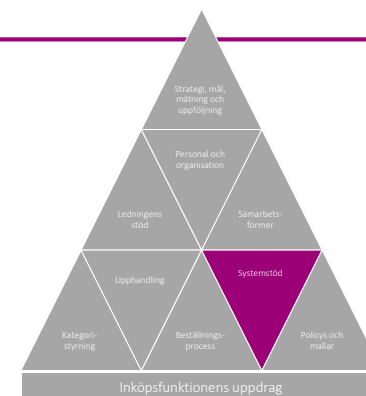 Strategi, mål,
mätning och
uppföljning
Personal och
organisation
Ledningens
stöd
Samarbets-
former
Upphandling
Systemstöd
Kategori-
styrning
Beställnings-
process
Policys och
mallar
Inköpsfunktionens uppdrag